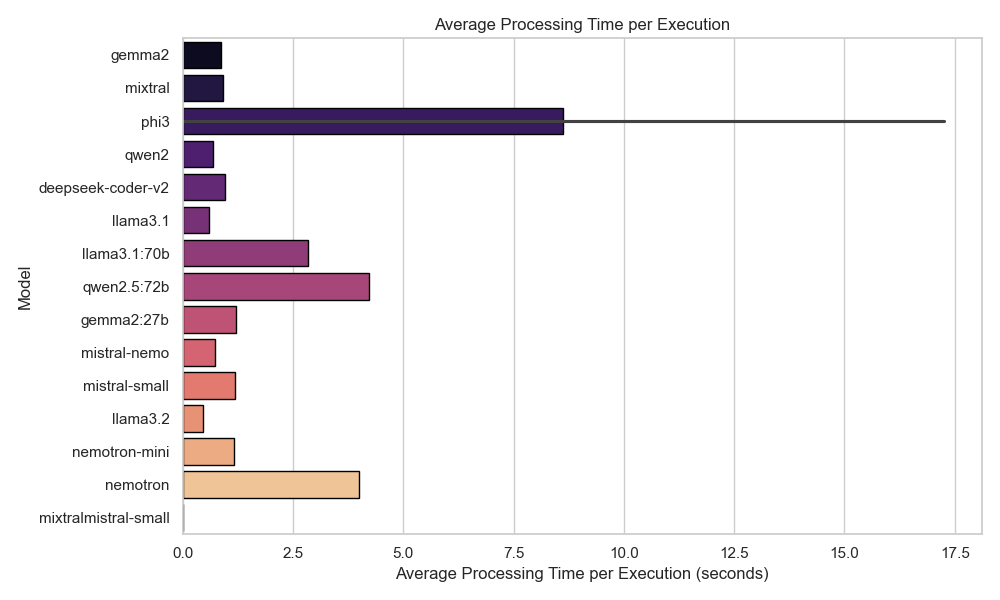 Average Processing Time per Execution
Model
gemma2
mixtral
phi3
qwen2
deepseek-coder-v2
llama3.1
llama3.1:70b
qwen2.5:72b
gemma2:27b
mistral-nemo
mistral-small
llama3.2
nemotron-mini
nemotron
mixtralmistral-small
0.0 2.5 5.0 7.5 10.0 12.5 15.0 17.5
Average Processing Time per Execution (seconds)